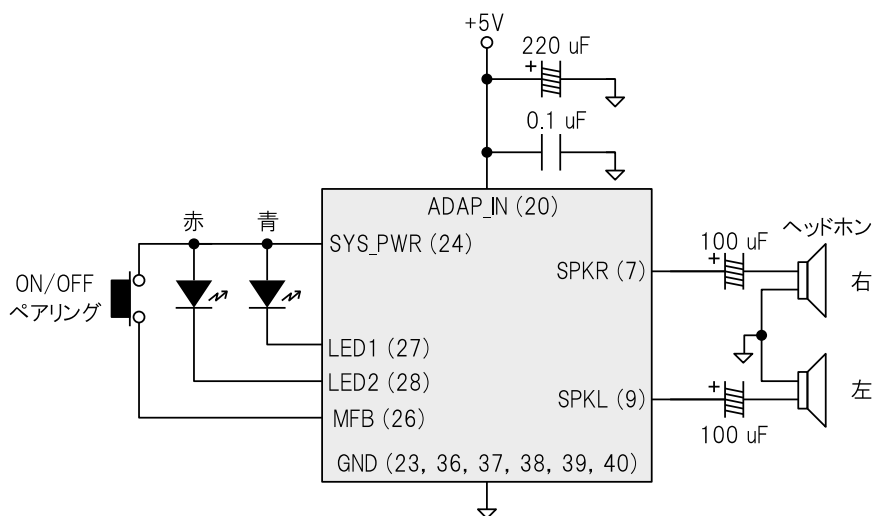 +5V
220 uF
+
0.1 uF
ADAP_IN (20)
赤
青
SYS_PWR (24)
ON/OFF
ペアリング
LED1 (27)
LED2 (28)
MFB (26)
GND (23, 36, 37, 38, 39, 40)
SPKR (7)
SPKL (9)
ヘッドホン
100 uF
+
右
左
+
100 uF